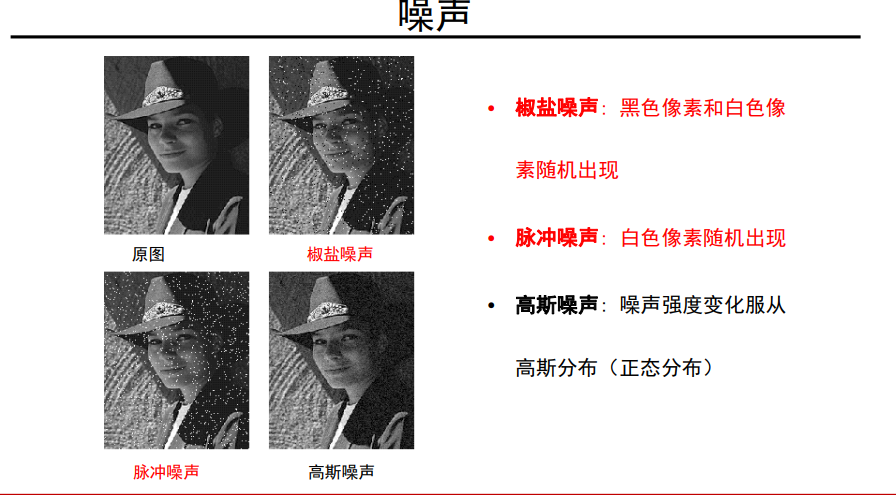 噪声
原图
椒盐噪声
脉冲噪声
高斯噪声
• 椒盐噪声：黑色像素和白色像
素随机出现
• 脉冲噪声：白色像素随机出现
• 高斯噪声：噪声强度变化服从
高斯分布（正态分布）